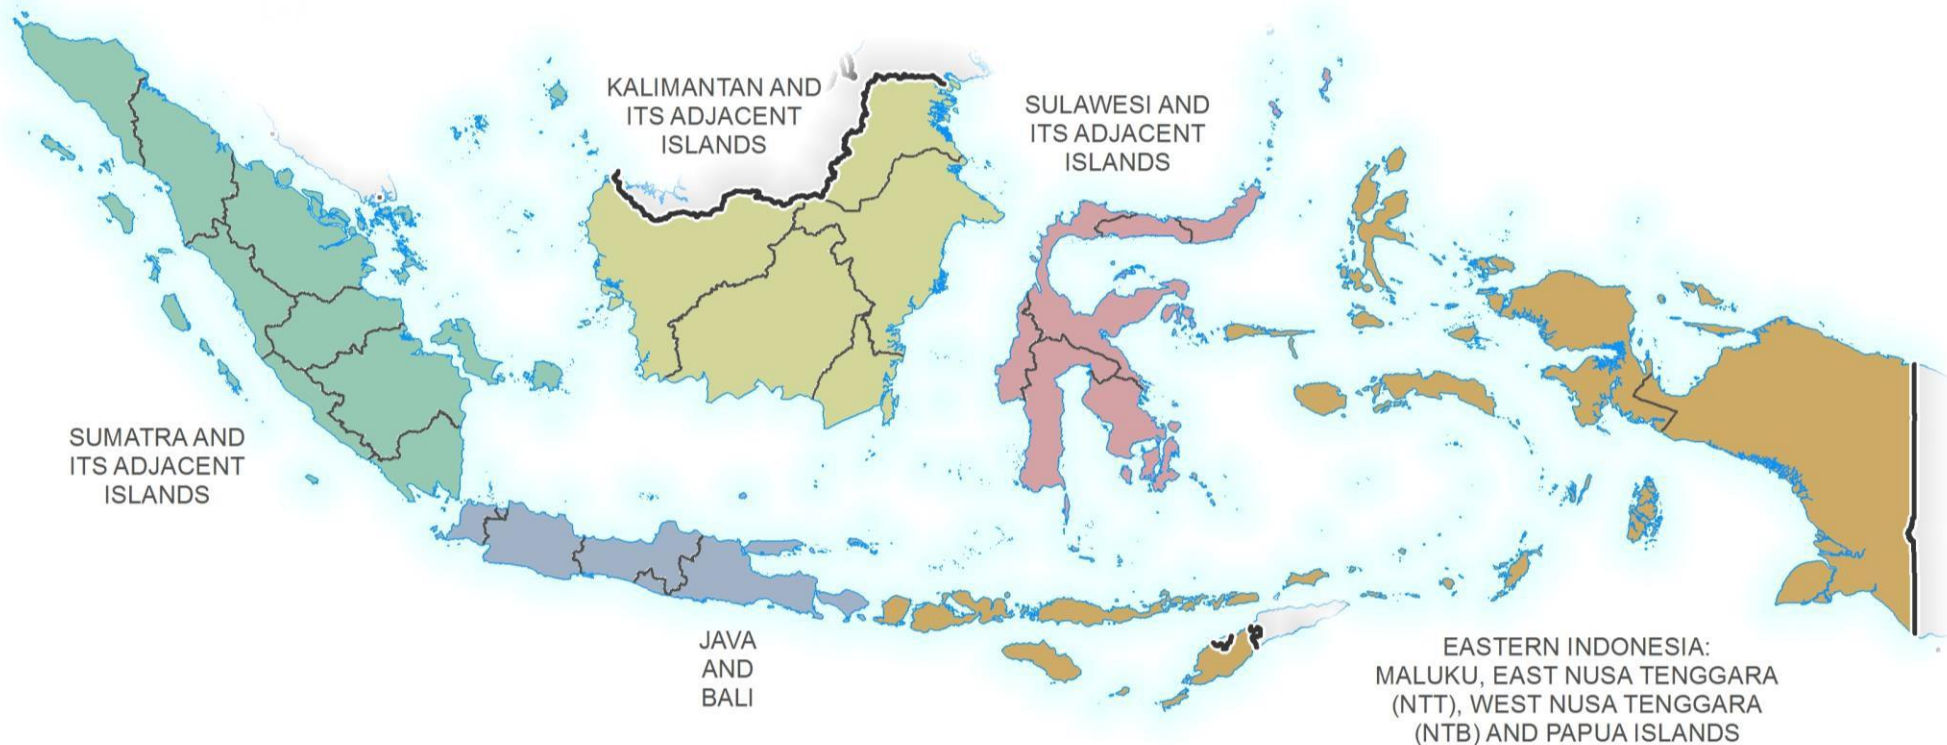 KALIMANTAN AND
ITS ADJACENT
ISLANDS
SULAWESI AND
ITS ADJACENT
ISLANDS
SUMATRA AND
ITS ADJACENT
ISLANDS
JAVA
AND
BALI
EASTERN INDONESIA:
MALUKU, EAST NUSA TENGGARA
(NTT), WEST NUSA TENGGARA
(NTB) AND PAPUA ISLANDS